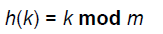 h(k) = k mod m